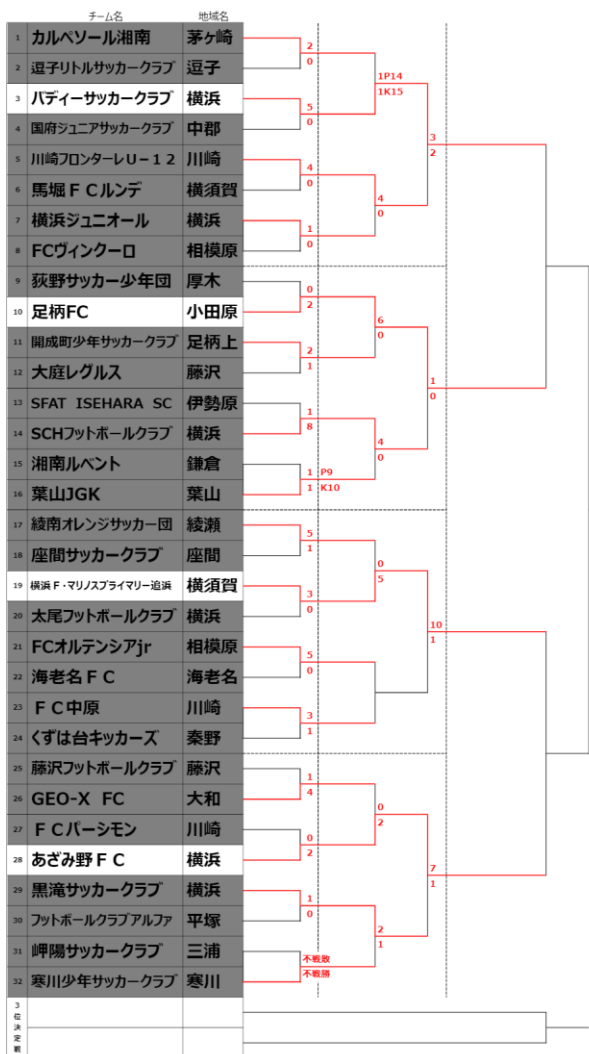 チーム名 地域名
1 カルペソール湘南 茅ヶ崎
2
0
2 逗子リトルサッカークラブ 逗子
1P14
1K15
3 バディーサッカークラブ 横浜
5
0
4 国府ジュニアサッカークラブ 中郡
3
2
5 川崎フロンターレU-12 川崎
4
0
6 馬堀FCルンデ 横須賀
4
0
7 横浜ジュニオール 横浜
1
0
8 FCヴィンクーロ 相模原
9 荻野サッカー少年団 厚木
0
2
10 足柄FC 小田原
6
0
11 開成町少年サッカークラブ 足柄上
2
1
12 大庭レグルス 藤沢
1
0
13 SFAT ISEHARA SC 伊勢原
1
8
14 SCHフットボールクラブ 横浜
4
0
15 湘南ルベント 鎌倉
1 P9
1 K10
16 葉山JGK 葉山
17 綾南オレンジサッカー団 綾瀬
5
1
18 座間サッカークラブ 座間
0
5
19 横浜F・マリノスプライマリー追浜 横須賀
3
0
20 太尾フットボールクラブ 横浜
10
1
21 FCオルテンシアjr 相模原
5
0
22 海老名FC 海老名
23 FC中原 川崎
3
1
24 くずは台キッカーズ 秦野
25 藤沢フットボールクラブ 藤沢
1
4
26 GEO-X FC 大和
0
2
27 FCパーシモン 川崎
0
2
28 あざみ野FC 横浜
7
1
29 黒滝サッカークラブ 横浜
1
0
30 フットボールクラブアルファ 平塚
2
1
31 岬陽サッカークラブ 三浦
不戦敗
不戦勝
32 寒川少年サッカークラブ 寒川
3位決定戦